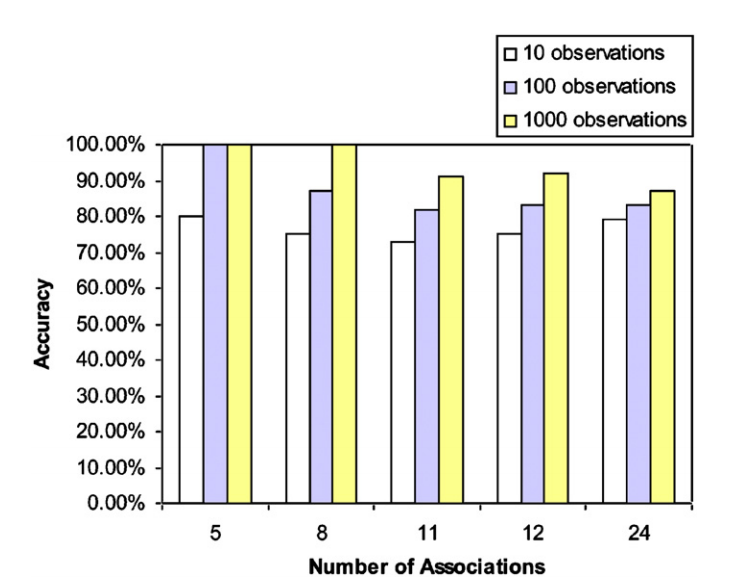 10 observations
100 observations
1000 observations
100.00%
90.00%
80.00%
70.00%
60.00%
50.00%
40.00%
30.00%
20.00%
10.00%
0.00%
Accuracy
5 8 11 12 24
Number of Associations